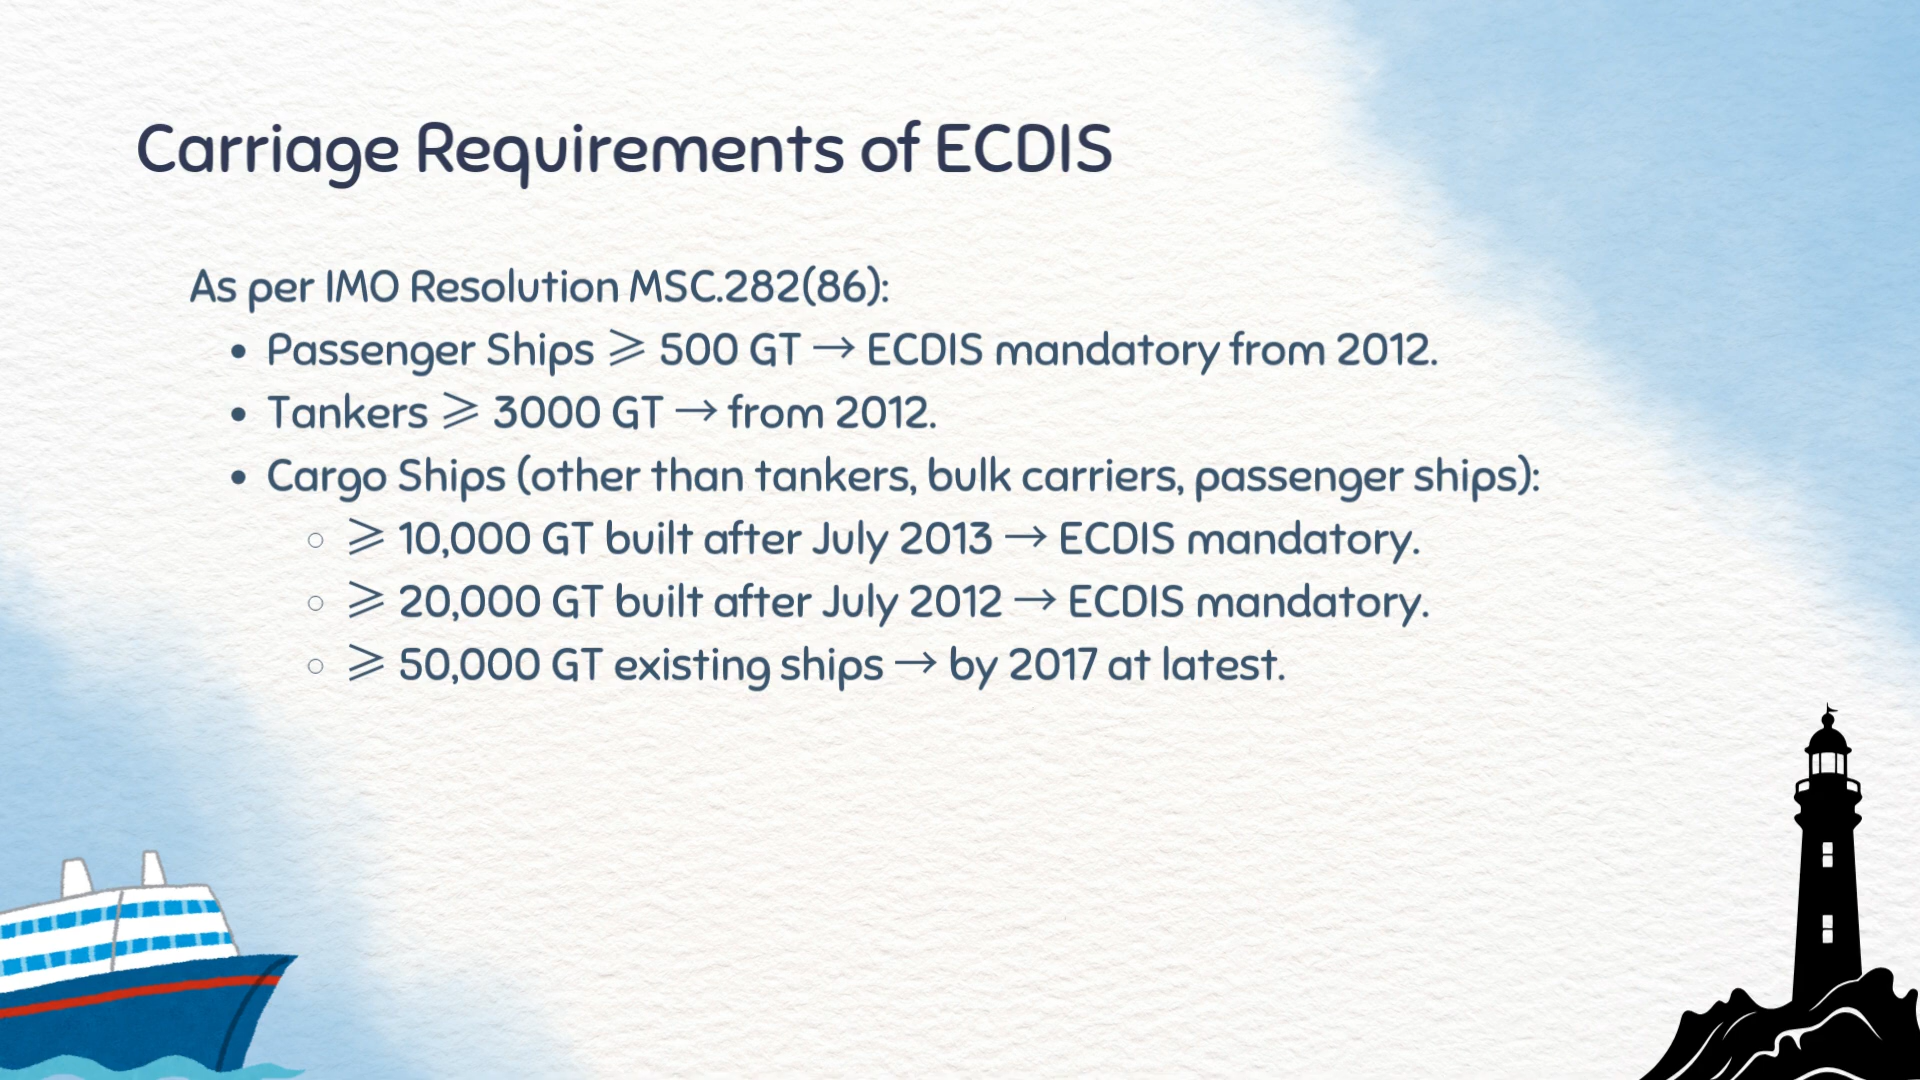 Carriage Requirements of ECDIS
As per IMO Resolution MSC.282(86):
• Passenger Ships ⩾ 500 GT → ECDIS mandatory from 2012.
• Tankers ⩾ 3000 GT → from 2012.
• Cargo Ships (other than tankers, bulk carriers, passenger ships):
○ ⩾ 10,000 GT built after July 2013 → ECDIS mandatory.
○ ⩾ 20,000 GT built after July 2012 → ECDIS mandatory.
○ ⩾ 50,000 GT existing ships → by 2017 at latest.